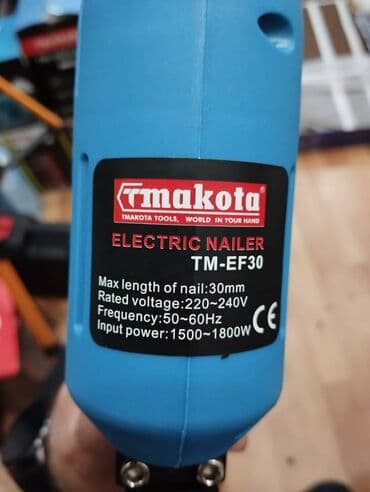 Tmakota®
TMAKOTA TOOLS, WORLD IN YOUR HAND
ELECTRIC NAILER
TM-EF30
Max length of nail:30mm
Rated voltage:220~240V
Frequency:50~60Hz
Input power:1500~1800W CE